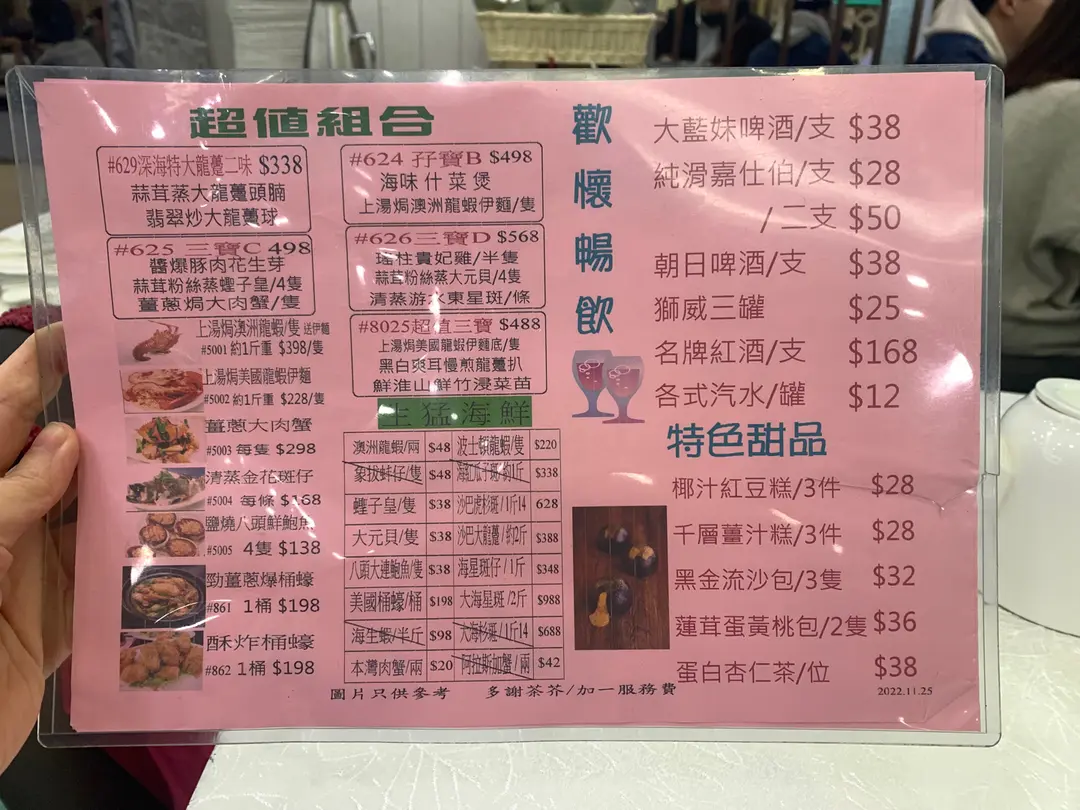 超值組合
#629深海特大龍躉二味 $338
蒜茸蒸大龍躉頭腩
翡翠炒大龍躉球
#625 三寶C 498
醬爆豚肉花生芽
蒜茸粉絲蒸蟶子皇/4隻
薑蔥焗大肉蟹/隻
上湯焗澳洲龍蝦/隻 送伊麵
#5001 約1斤重 $398/隻
上湯焗美國龍蝦伊麵
#5002 約1斤重 $228/隻
薑蔥大肉蟹
#5003 每隻 $298
清蒸金花斑仔
#5004 每條 $168
鹽燒八頭鮮鮑魚
#5005 4隻 $138
勁薑蔥爆桶蠔
#861 1桶 $198
酥炸桶蠔
#862 1桶 $198
#624 孖寶B $498
海味什菜煲
上湯焗澳洲龍蝦伊麵/隻
#626三寶D $568
瑤柱貴妃雞/半隻
蒜茸粉絲蒸大元貝/4隻
清蒸游水東星斑/條
#8025超值三寶 $488
上湯焗美國龍蝦伊麵底/隻
黑白爽耳慢煎龍躉扒
鮮淮山鮮竹浸菜苗
生猛海鮮
澳洲龍蝦/兩 $48 波士頓龍蝦/隻 $220
象拔蚌仔/隻 $48 $338
蟶子皇/隻 $38 沙巴虎杉斑/1斤14 628
大元貝/隻 $38 沙巴大龍躉/約2斤 $388
八頭大連鮑魚/隻 $38 海星斑仔/1斤 $348
美國桶蠔/桶 $198 大海星斑/2斤 $988
海生蝦/半斤 $98 大海杉斑/1斤14 $688
本灣肉蟹/兩 $20 阿拉斯加蟹/兩 $42
圖片只供參考 多謝茶芥/加一服務費
歡懷暢飲
大藍妹啤酒/支 $38
純滑嘉仕伯/支 $28
/二支 $50
朝日啤酒/支 $38
獅威三罐 $25
名牌紅酒/支 $168
各式汽水/罐 $12
特色甜品
椰汁紅豆糕/3件 $28
千層薑汁糕/3件 $28
黑金流沙包/3隻 $32
蓮茸蛋黃桃包/2隻 $36
蛋白杏仁茶/位 $38
2022.11.25